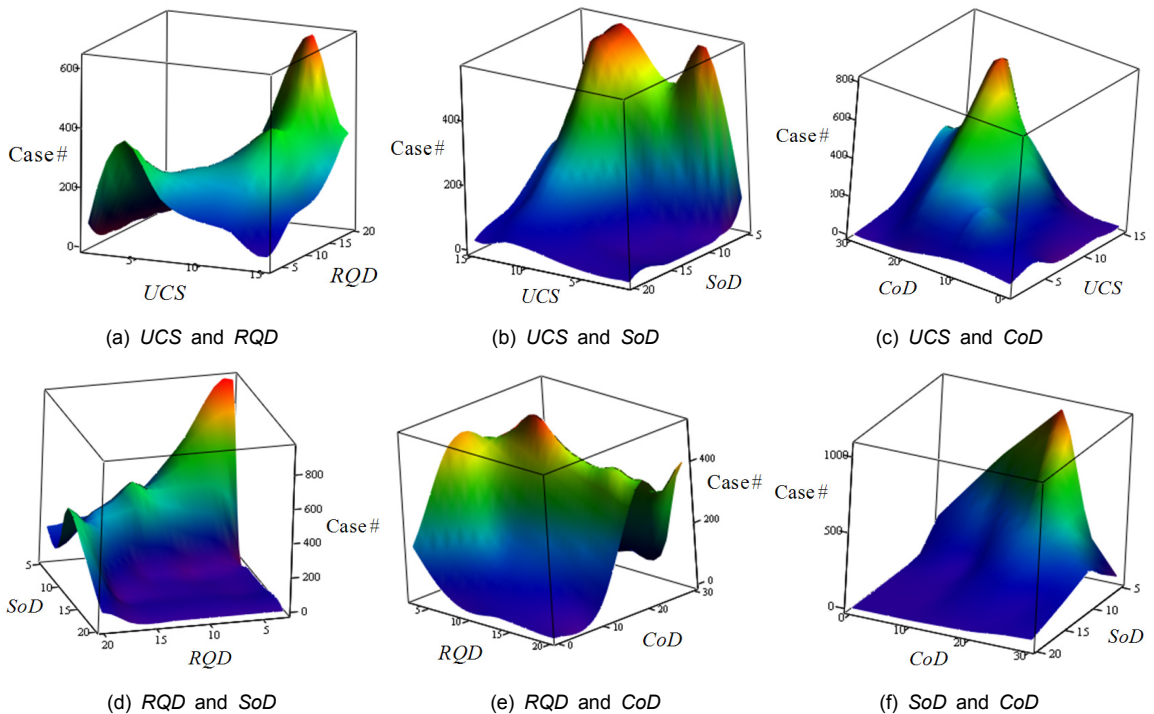 600
400
Case#
200
0
5
10
15
UCS
5
10
15
20
RQD
(a) UCS and RQD
400
Case#
200
0
15
10
5
UCS
20
15
10
5
SoD
(b) UCS and SoD
800
600
Case#
400
200
0
30
20
10
0
CoD
5
10
15
UCS
(c) UCS and CoD
800
600
Case#
400
200
0
5
10
15
20
SoD
20
15
10
5
RQD
(d) RQD and SoD
400
Case#
200
0
5
10
15
20
RQD
0
10
20
30
CoD
(e) RQD and CoD
1000
Case#
500
0
0
10
20
30
CoD
20
15
10
5
SoD
(f) SoD and CoD